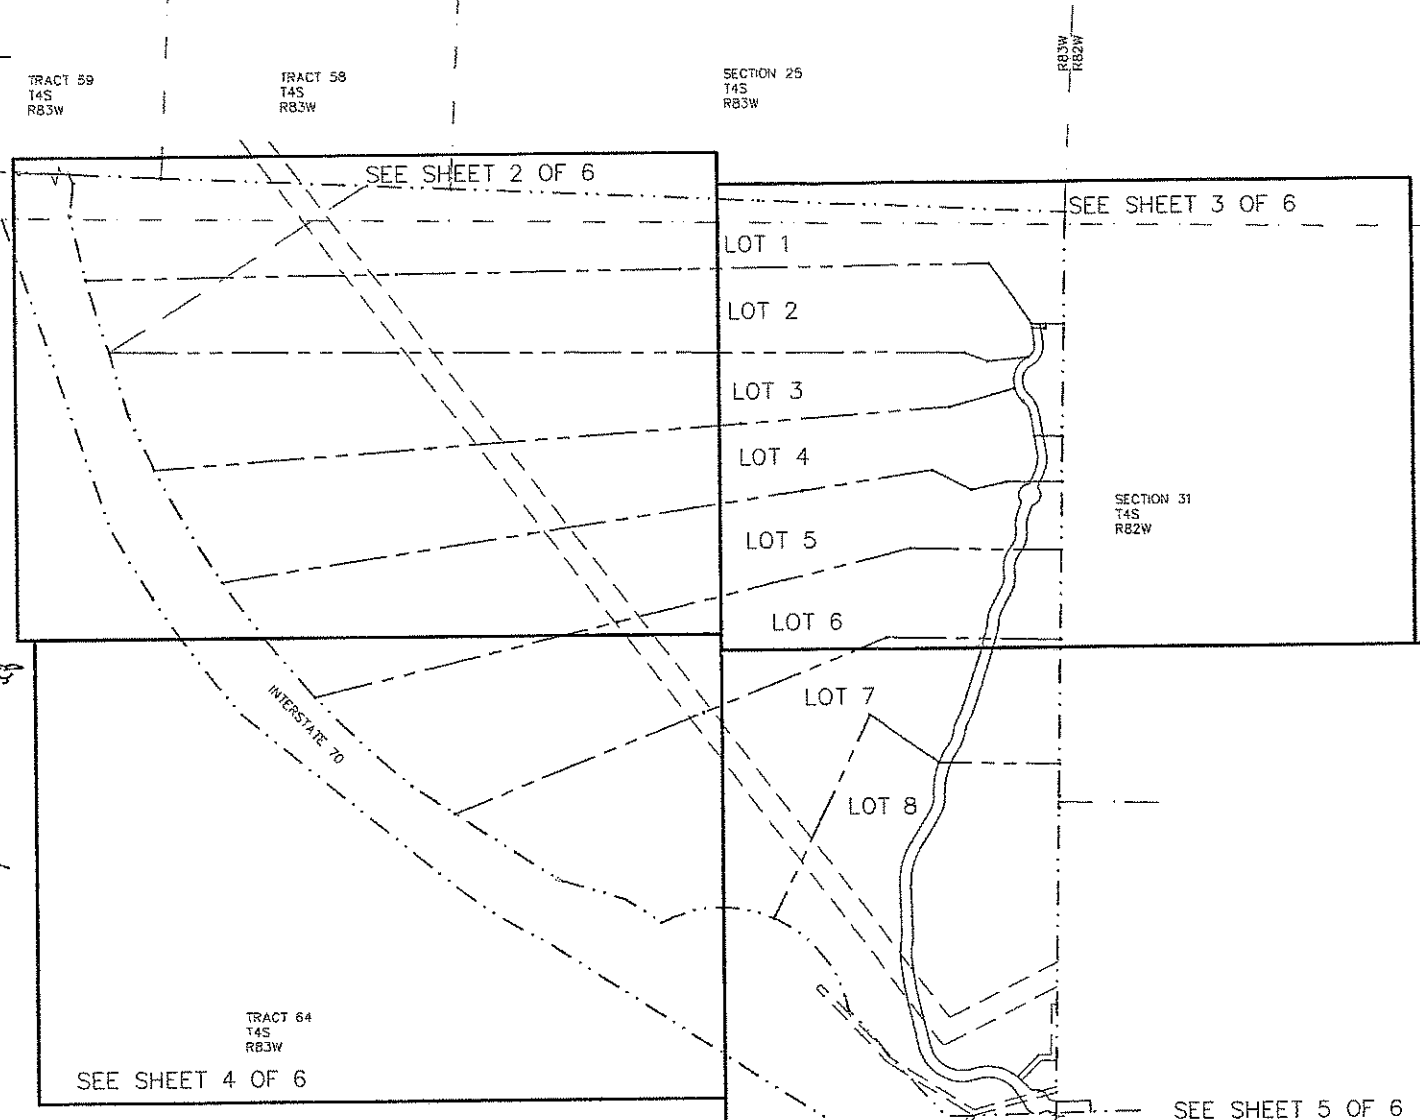 TRACT 59
T4S
R83W
TRACT 58
T4S
R83W
SECTION 25
T4S
R83W
R83W
R82W
SEE SHEET 2 OF 6
SEE SHEET 3 OF 6
LOT 1
LOT 2
LOT 3
LOT 4
LOT 5
LOT 6
SECTION 31
T4S
R82W
LOT 7
INTERSTATE 70
LOT 8
TRACT 64
T4S
R83W
SEE SHEET 4 OF 6
SEE SHEET 5 OF 6